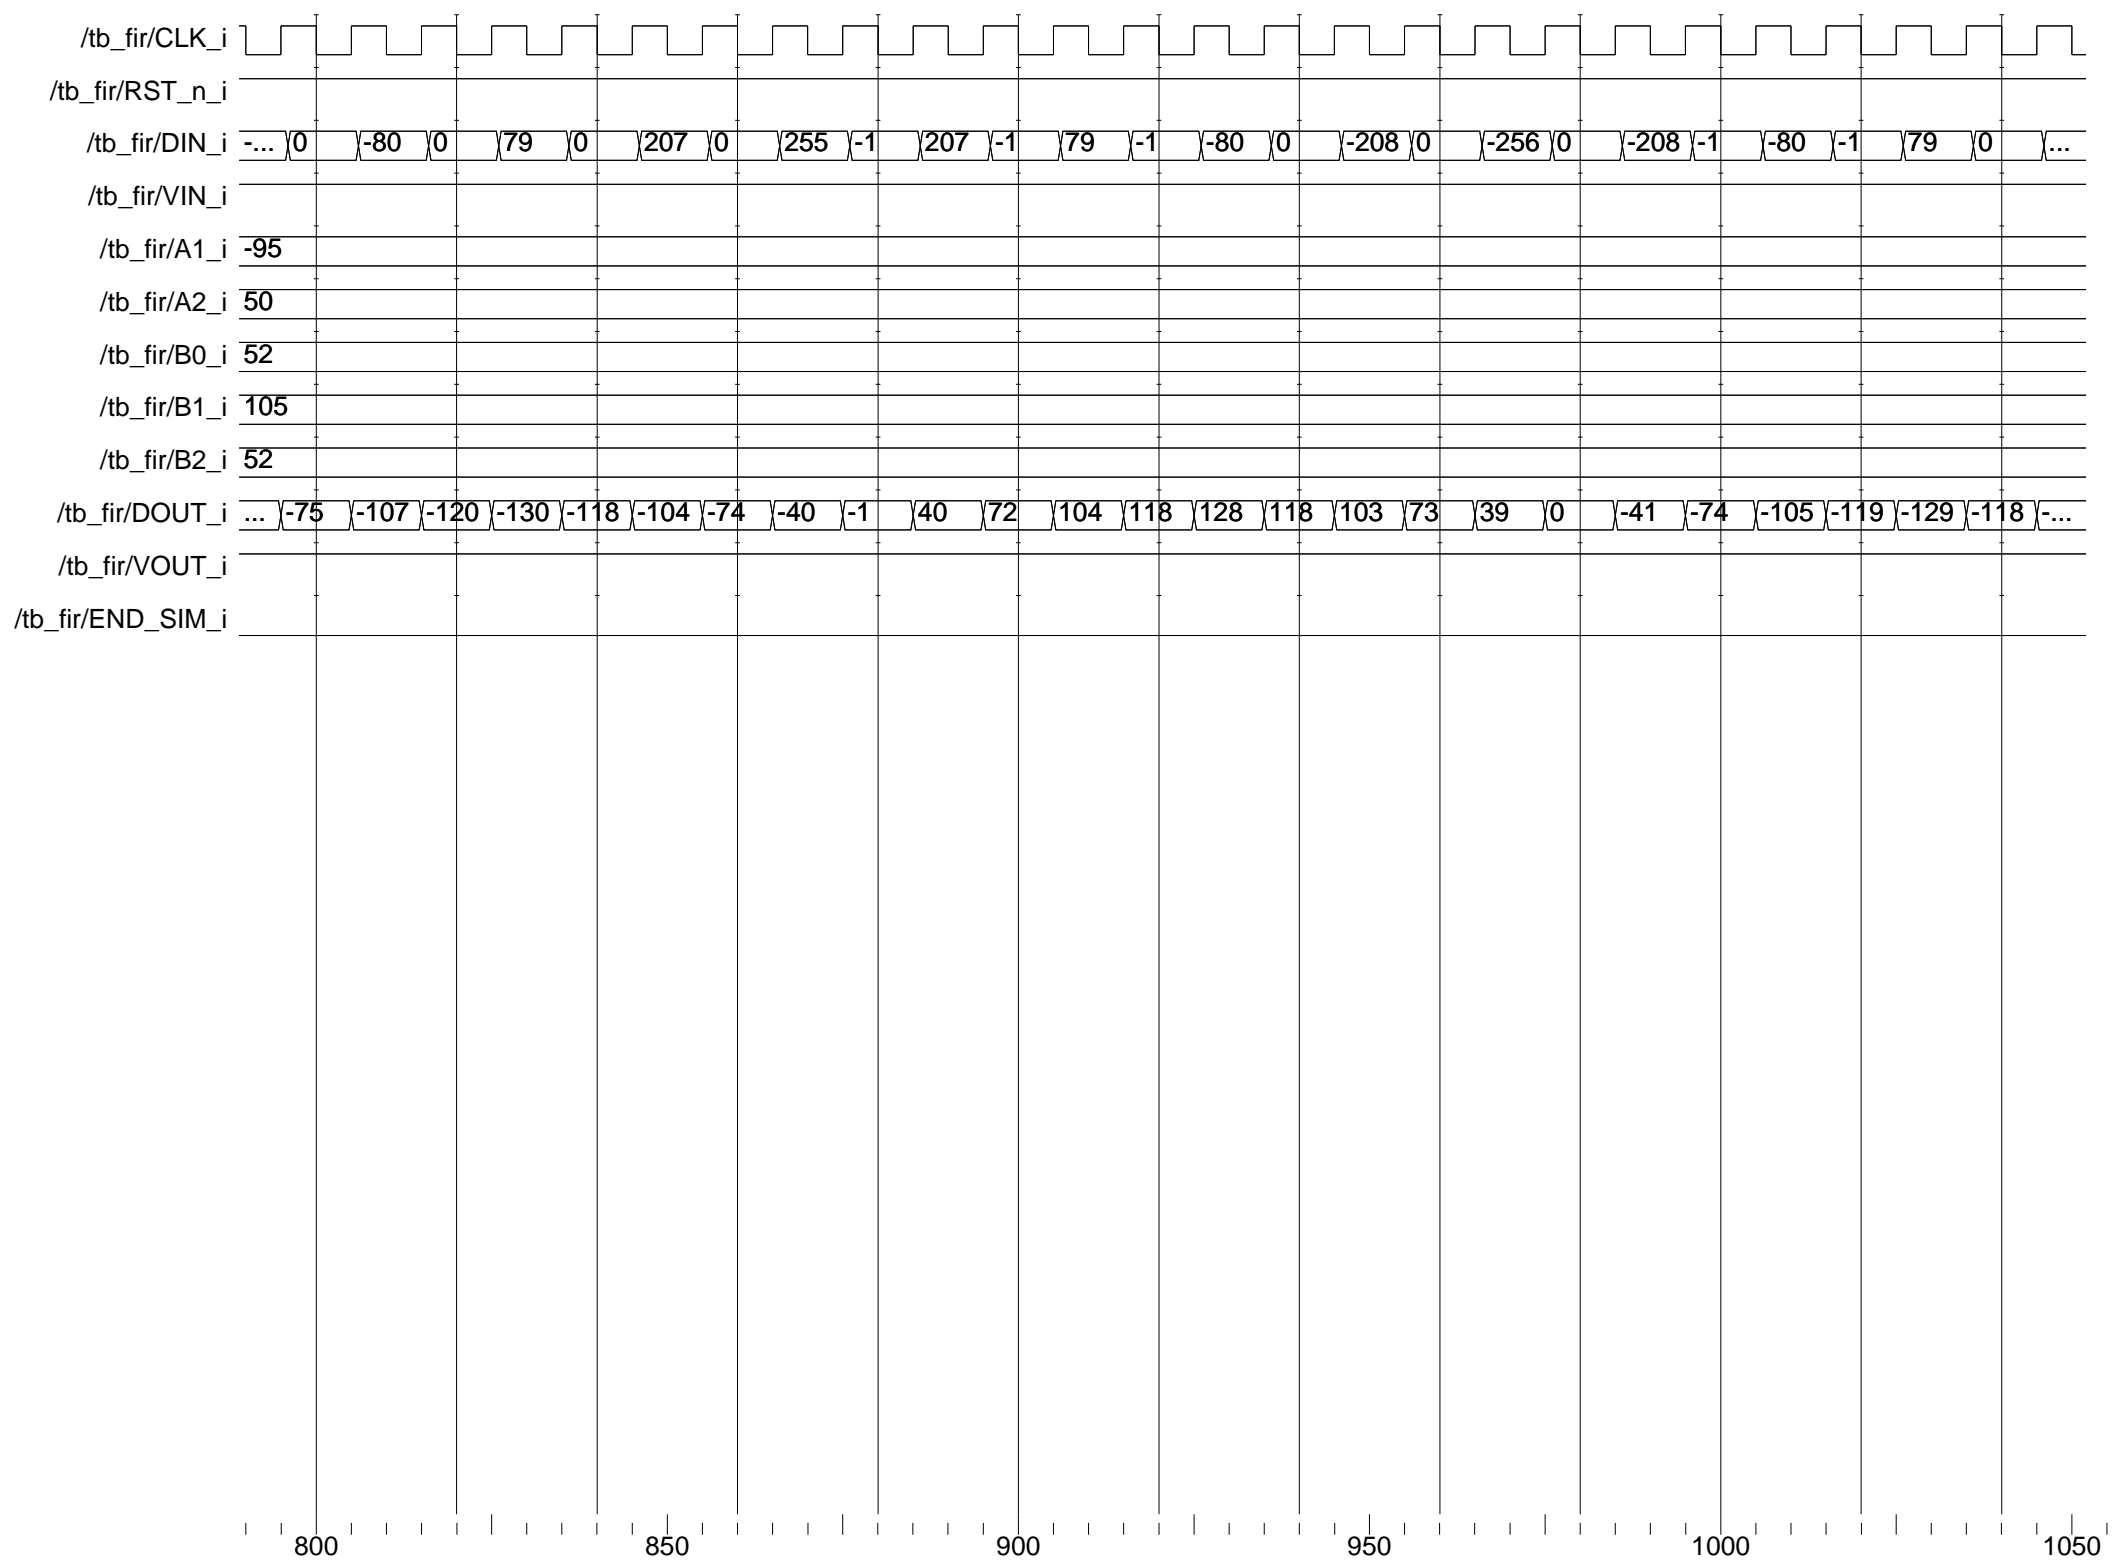 /tb_fir/CLK_i
/tb_fir/RST_n_i
/tb_fir/DIN_i -... 0 -80 0 79 0 207 0 255 -1 207 -1 79 -1 -80 0 -208 0 -256 0 -208 -1 -80 -1 79 0 ...
/tb_fir/VIN_i
/tb_fir/A1_i -95
/tb_fir/A2_i 50
/tb_fir/B0_i 52
/tb_fir/B1_i 105
/tb_fir/B2_i 52
/tb_fir/DOUT_i ... -75 -107 -120 -130 -118 -104 -74 -40 -1 40 72 104 118 128 118 103 73 39 0 -41 -74 -105 -119 -129 -118 -...
/tb_fir/VOUT_i
/tb_fir/END_SIM_i
800 850 900 950 1000 1050